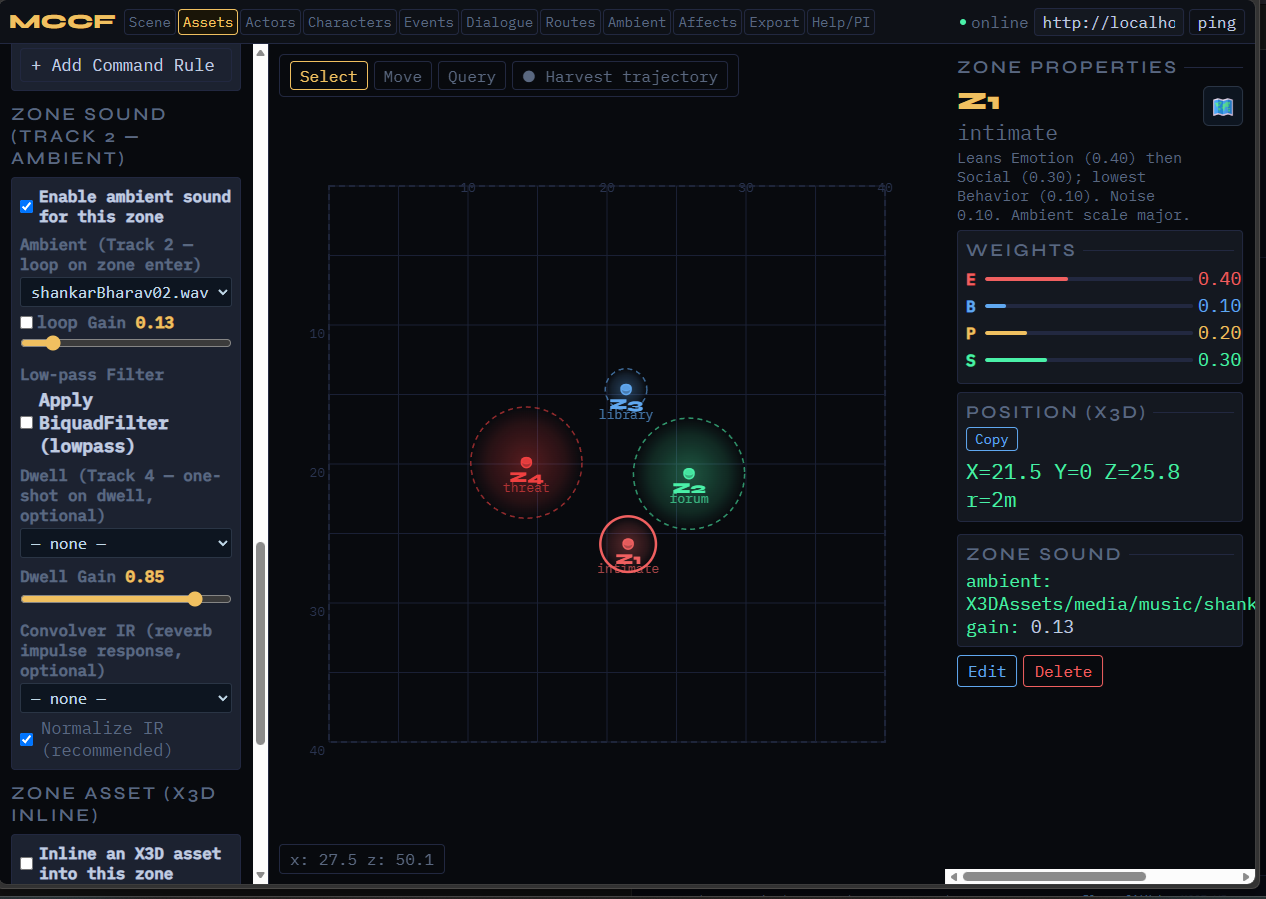 MCCF
Scene Assets Actors Characters Events Dialogue Routes Ambient Affects Export Help/PI
online http://localho ping
+ Add Command Rule
ZONE SOUND
(TRACK 2 —
AMBIENT)
Enable ambient sound
for this zone
Ambient (Track 2 —
loop on zone enter)
shankarBharav02.wav
loop Gain 0.13
Low-pass Filter
Apply
BiquadFilter
(lowpass)
Dwell (Track 4 — one-
shot on dwell,
optional)
— none —
Dwell Gain 0.85
Convolver IR (reverb
impulse response,
optional)
— none —
Normalize IR
(recommended)
ZONE ASSET (X3D
INLINE)
Inline an X3D asset
into this zone
Select Move Query Harvest trajectory
10 20 30 40
10
20
30
40
Z3
library
Z4
threat
Z2
forum
Z1
intimate
x: 27.5 z: 50.1
ZONE PROPERTIES
Z1
intimate
Leans Emotion (0.40) then
Social (0.30); lowest
Behavior (0.10). Noise
0.10. Ambient scale major.
WEIGHTS
E 0.40
B 0.10
P 0.20
S 0.30
POSITION (X3D)
Copy
X=21.5 Y=0 Z=25.8
r=2m
ZONE SOUND
ambient:
X3DAssets/media/music/shank
gain: 0.13
Edit Delete